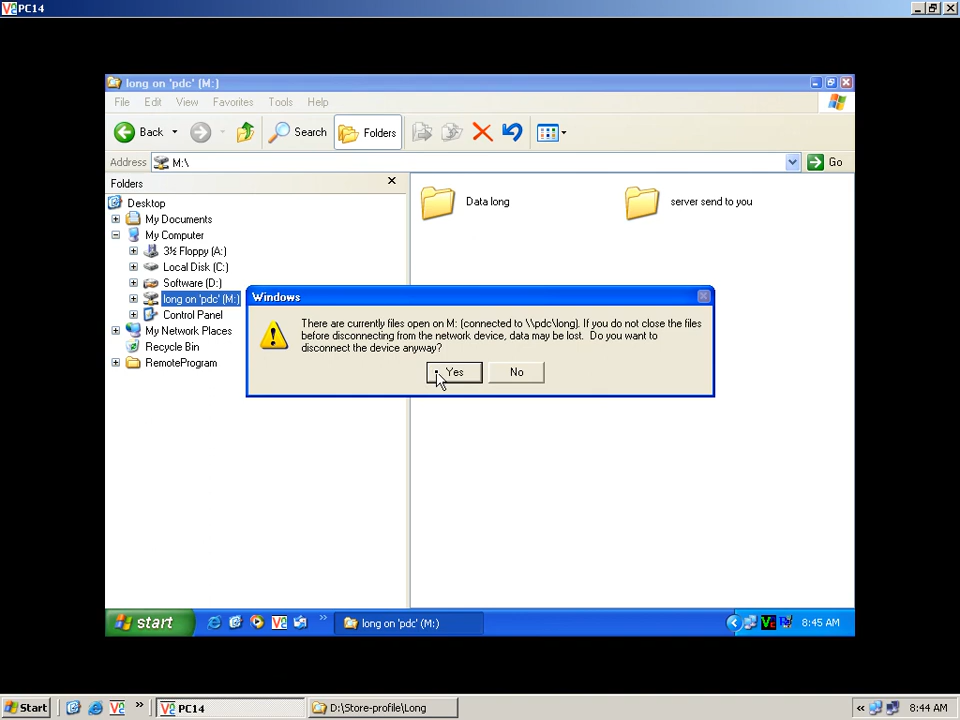 PC14
long on 'pdc' (M:)
File Edit View Favorites Tools Help
Back Search Folders
Address M:\ Go
Folders
Desktop
My Documents
My Computer
3½ Floppy (A:)
Local Disk (C:)
Software (D:)
long on 'pdc' (M:)
Control Panel
My Network Places
Recycle Bin
RemoteProgram
Data long
server send to you
Windows
There are currently files open on M: (connected to \\pdc\long). If you do not close the files
before disconnecting from the network device, data may be lost. Do you want to
disconnect the device anyway?
Yes No
start long on 'pdc' (M:) 8:45 AM
Start PC14 D:\Store-profile\Long 8:44 AM